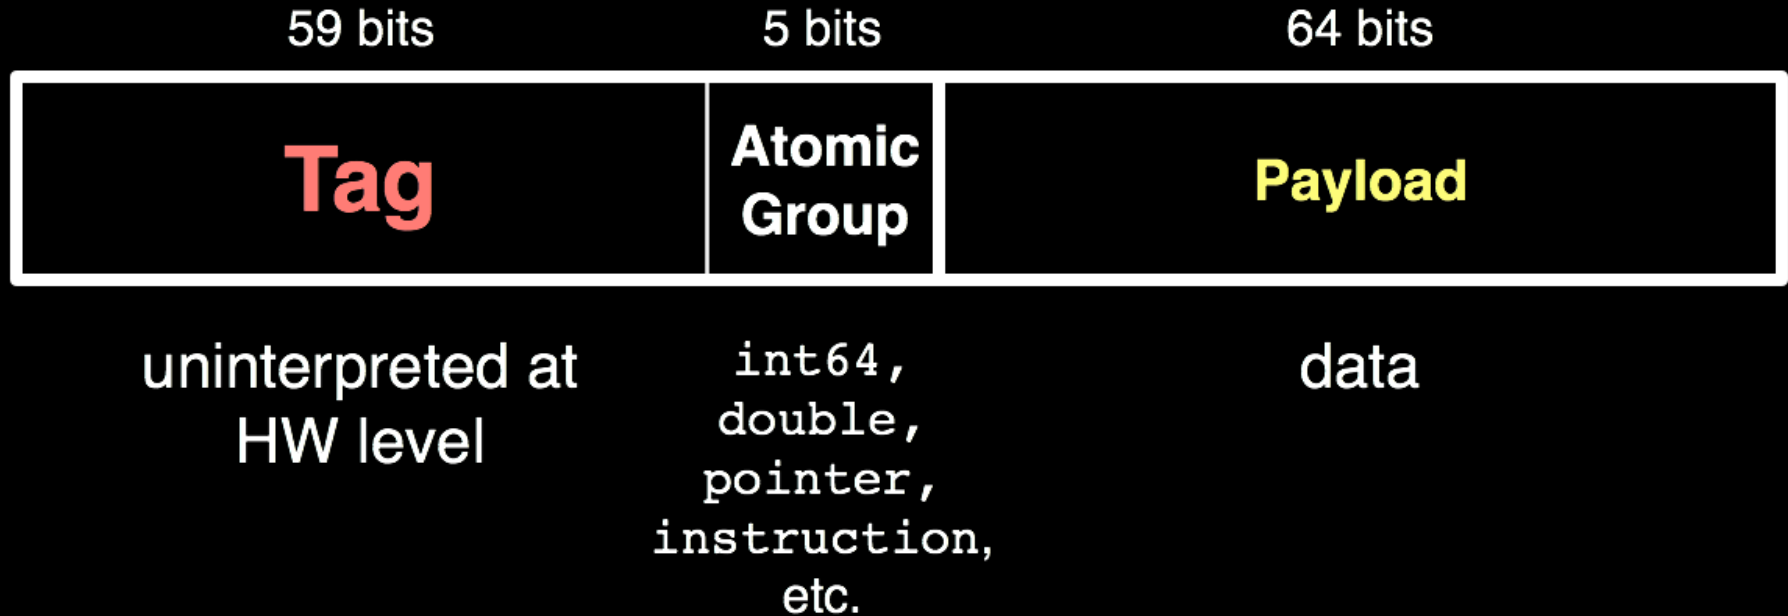 59 bits 5 bits 64 bits
Tag
Atomic
Group
Payload
uninterpreted at
HW level
int64,
double,
pointer,
instruction,
etc.
data